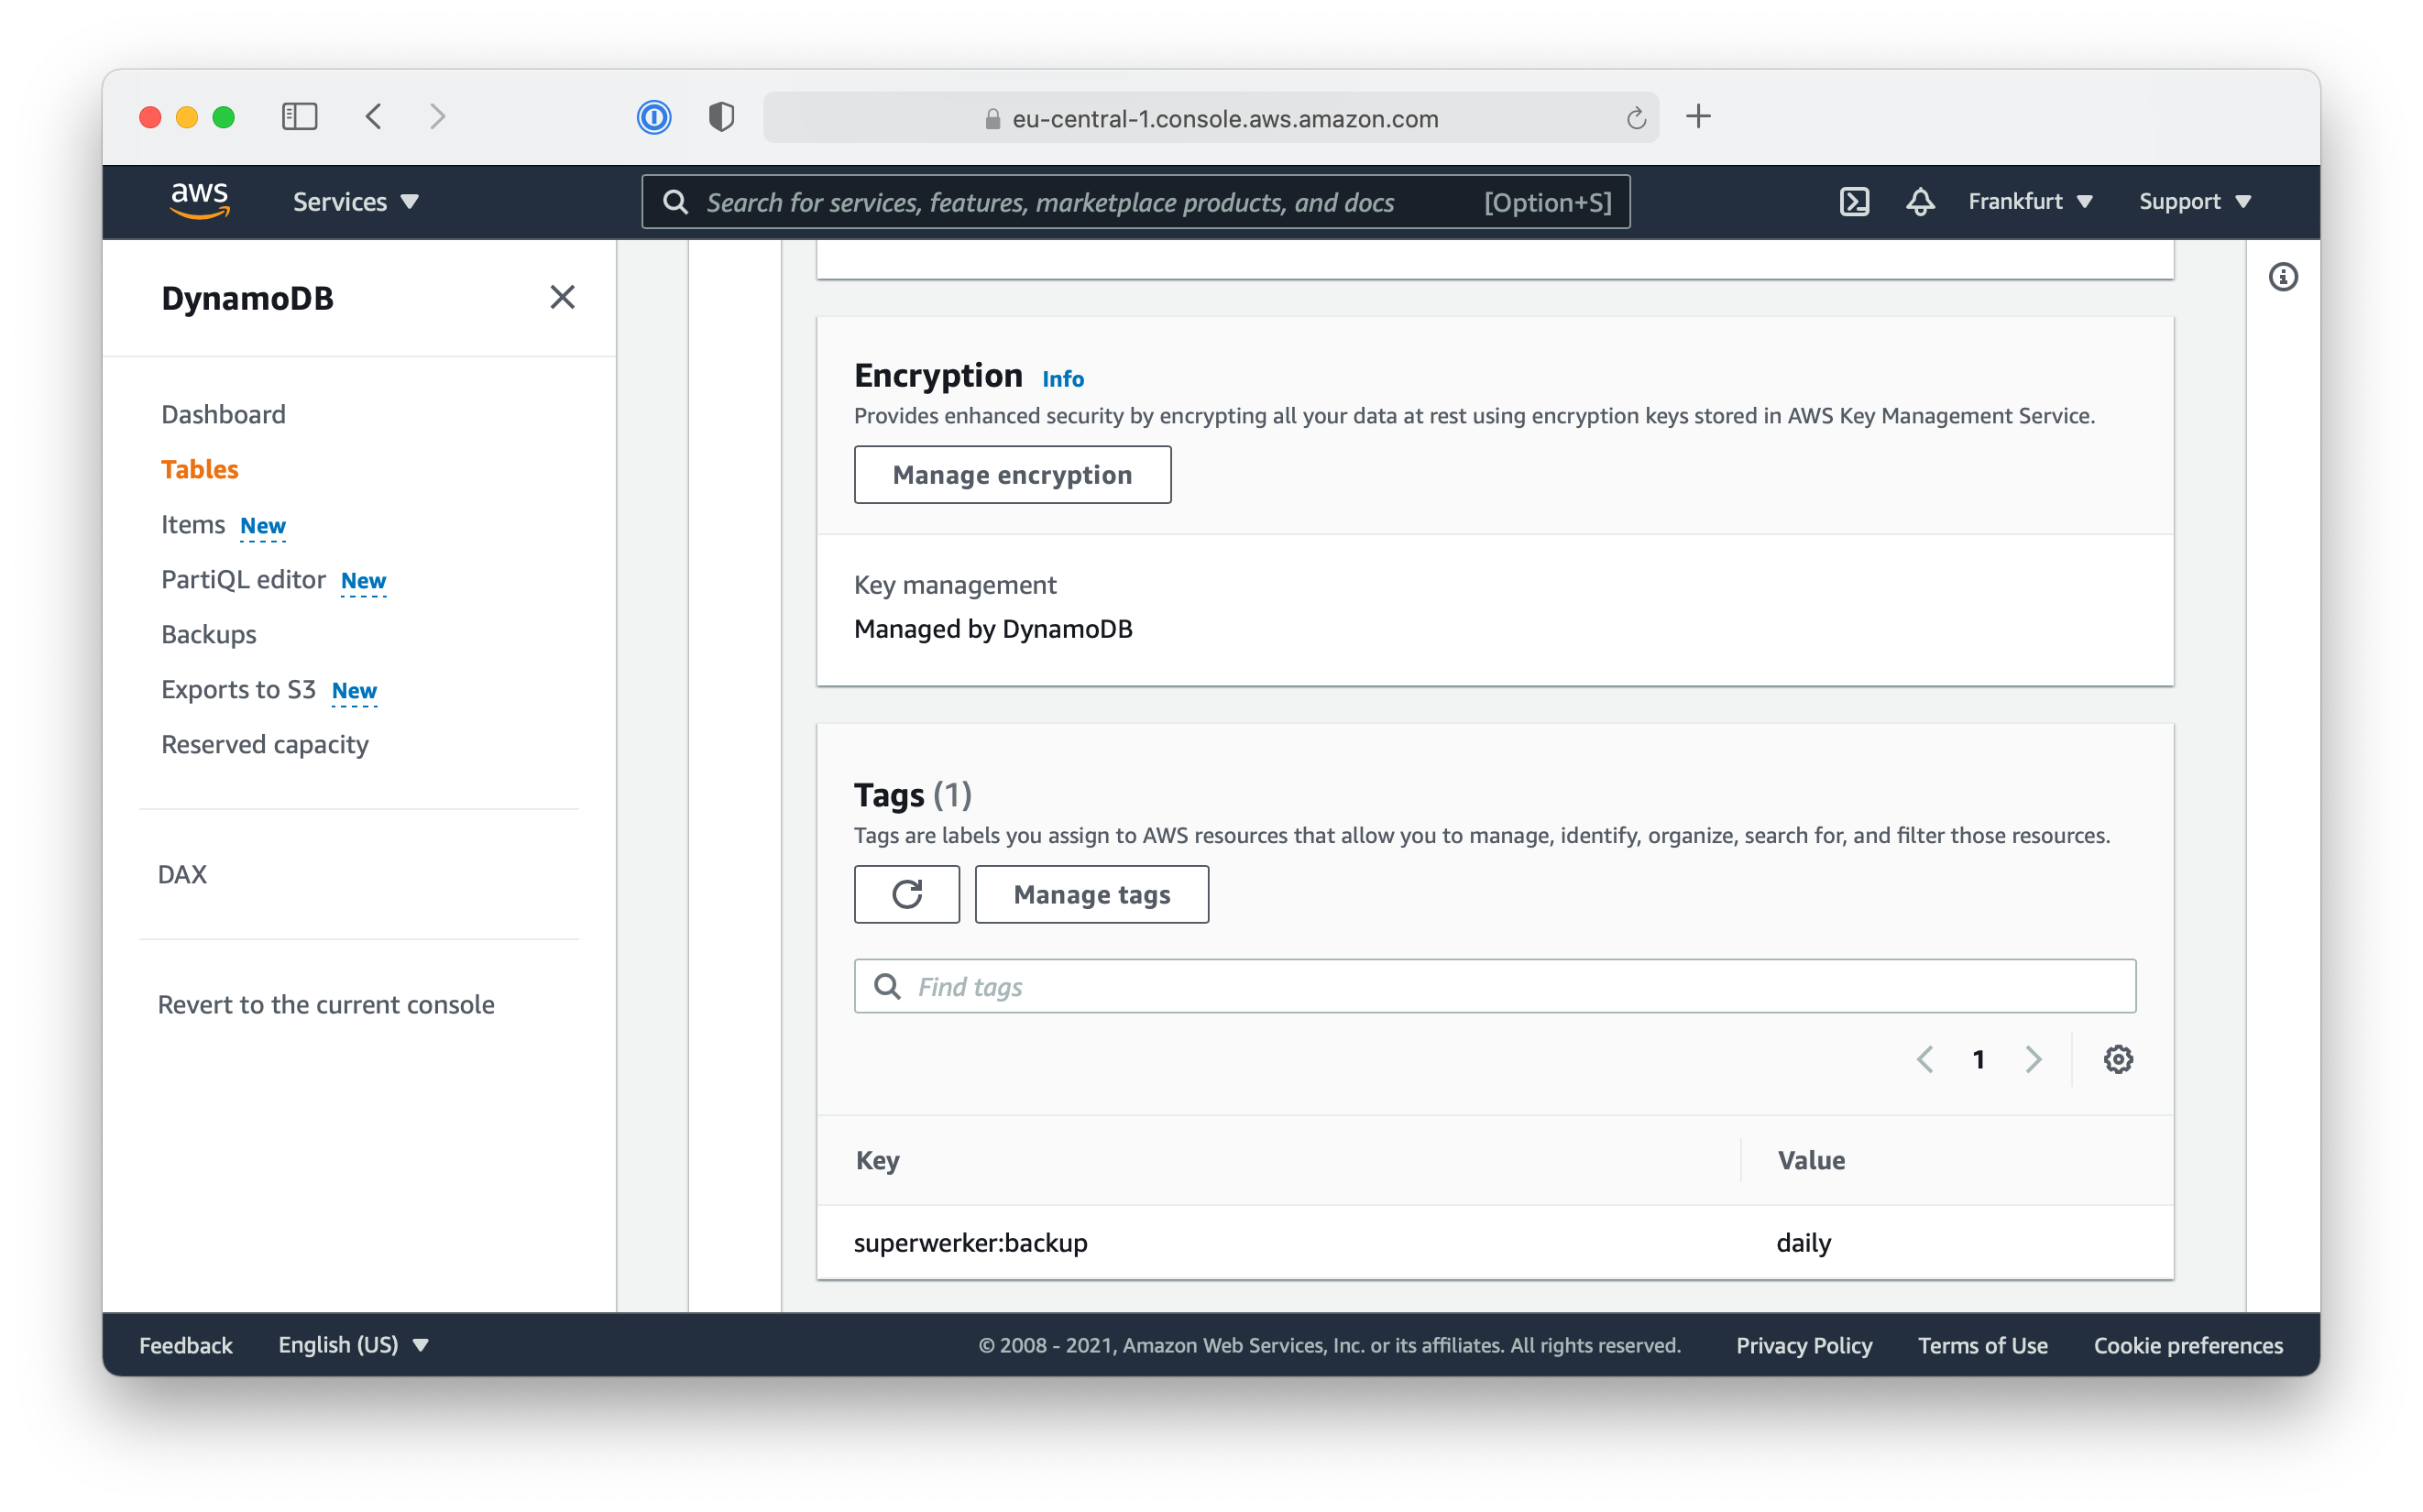 eu-central-1.console.aws.amazon.com
aws
Services
Search for services, features, marketplace products, and docs [Option+S]
Frankfurt
Support
DynamoDB
Dashboard
Tables
Items New
PartiQL editor New
Backups
Exports to S3 New
Reserved capacity
DAX
Revert to the current console
Encryption Info
Provides enhanced security by encrypting all your data at rest using encryption keys stored in AWS Key Management Service.
Manage encryption
Key management
Managed by DynamoDB
Tags (1)
Tags are labels you assign to AWS resources that allow you to manage, identify, organize, search for, and filter those resources.
Manage tags
Find tags
1
Key Value
superwerker:backup daily
Feedback English (US) © 2008 - 2021, Amazon Web Services, Inc. or its affiliates. All rights reserved. Privacy Policy Terms of Use Cookie preferences